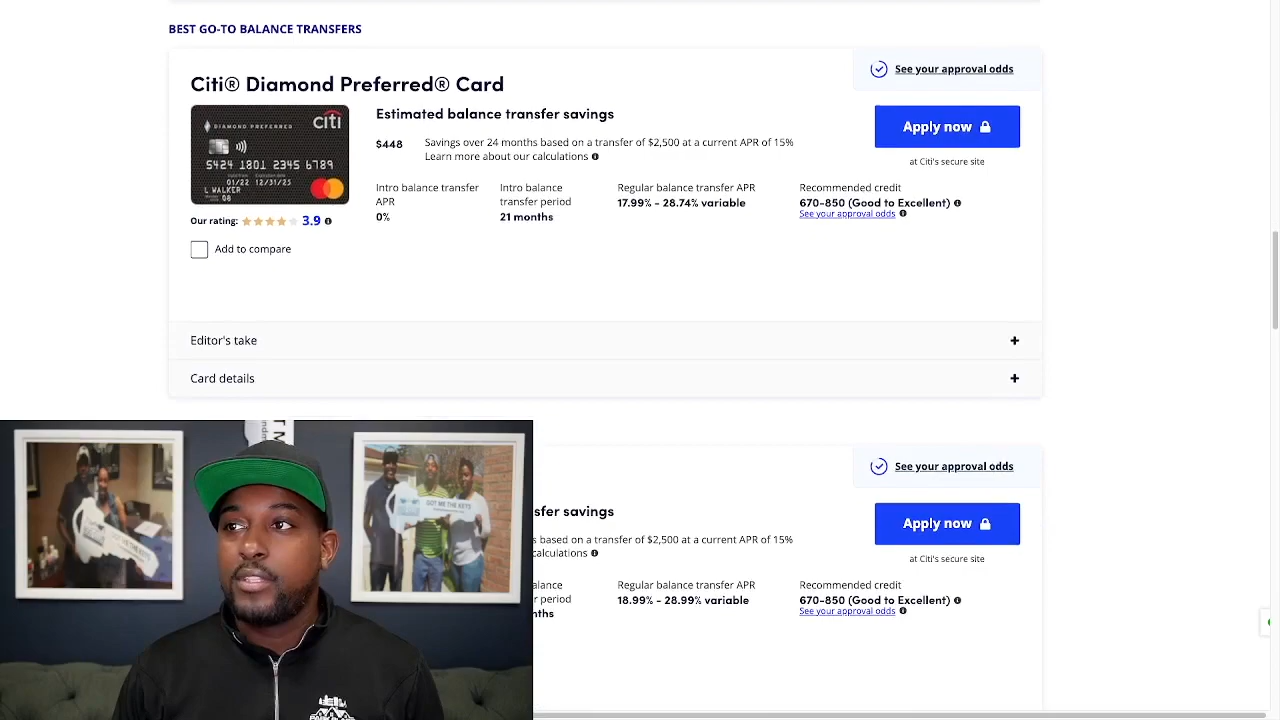 BEST GO-TO BALANCE TRANSFERS
See your approval odds
Citi® Diamond Preferred® Card
Estimated balance transfer savings
Apply now
at Citi's secure site
$448
Savings over 24 months based on a transfer of $2,500 at a current APR of 15%
Learn more about our calculations
DIAMOND PREFERRED
citi
5424 1801 2345 6789
01/22 12/31/25
L WALKER
Intro balance transfer APR
0%
Intro balance transfer period
21 months
Regular balance transfer APR
17.99% - 28.74% variable
Recommended credit
670-850 (Good to Excellent)
See your approval odds
Our rating: 3.9
Add to compare
Editor's take
Card details
See your approval odds
sfer savings
Apply now
at Citi's secure site
s based on a transfer of $2,500 at a current APR of 15%
calculations
alance
r period
nths
Regular balance transfer APR
18.99% - 28.99% variable
Recommended credit
670-850 (Good to Excellent)
See your approval odds
GOT ME THE KEYS